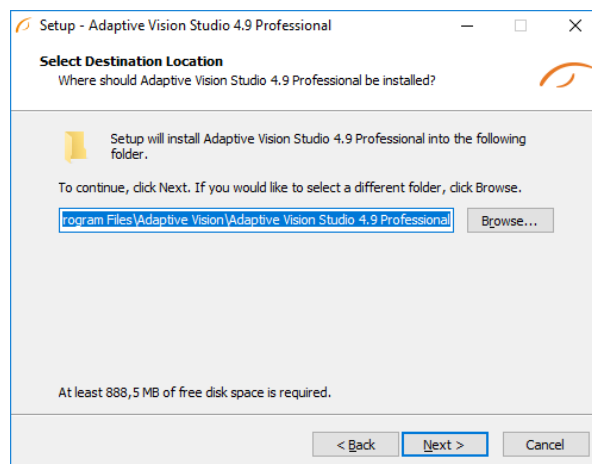 Setup - Adaptive Vision Studio 4.9 Professional
Select Destination Location
Where should Adaptive Vision Studio 4.9 Professional be installed?
Setup will install Adaptive Vision Studio 4.9 Professional into the following
folder.
To continue, click Next. If you would like to select a different folder, click Browse.
rogram Files\Adaptive Vision\Adaptive Vision Studio 4.9 Professional
Browse...
At least 888,5 MB of free disk space is required.
< Back
Next >
Cancel